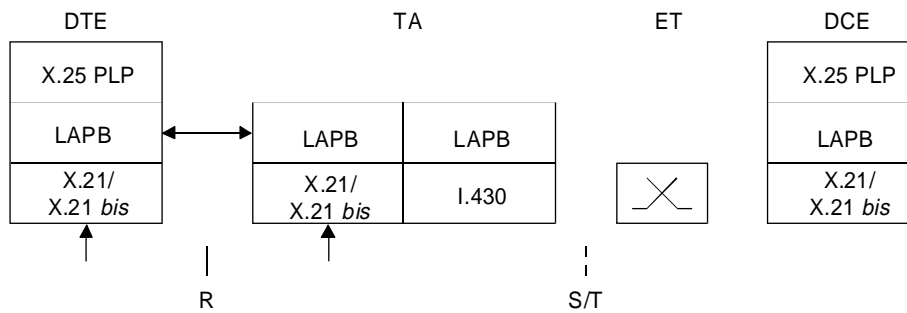 DTE TA ET DCE
X.25 PLP X.25 PLP
LAPB LAPB LAPB LAPB
X.21/ X.21/ I.430 X.21/
X.21 bis X.21 bis X.21 bis
R S/T